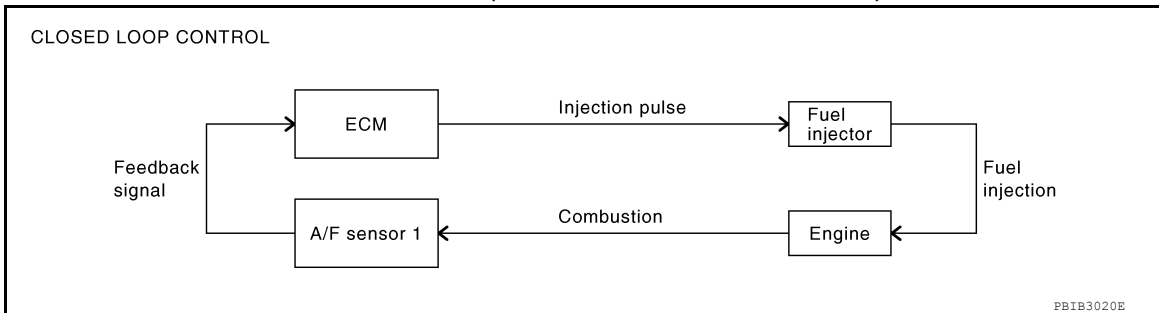 CLOSED LOOP CONTROL
ECM
Injection pulse
Fuel
injector
Feedback
signal
Fuel
injection
A/F sensor 1
Combustion
Engine
PBIB3020E